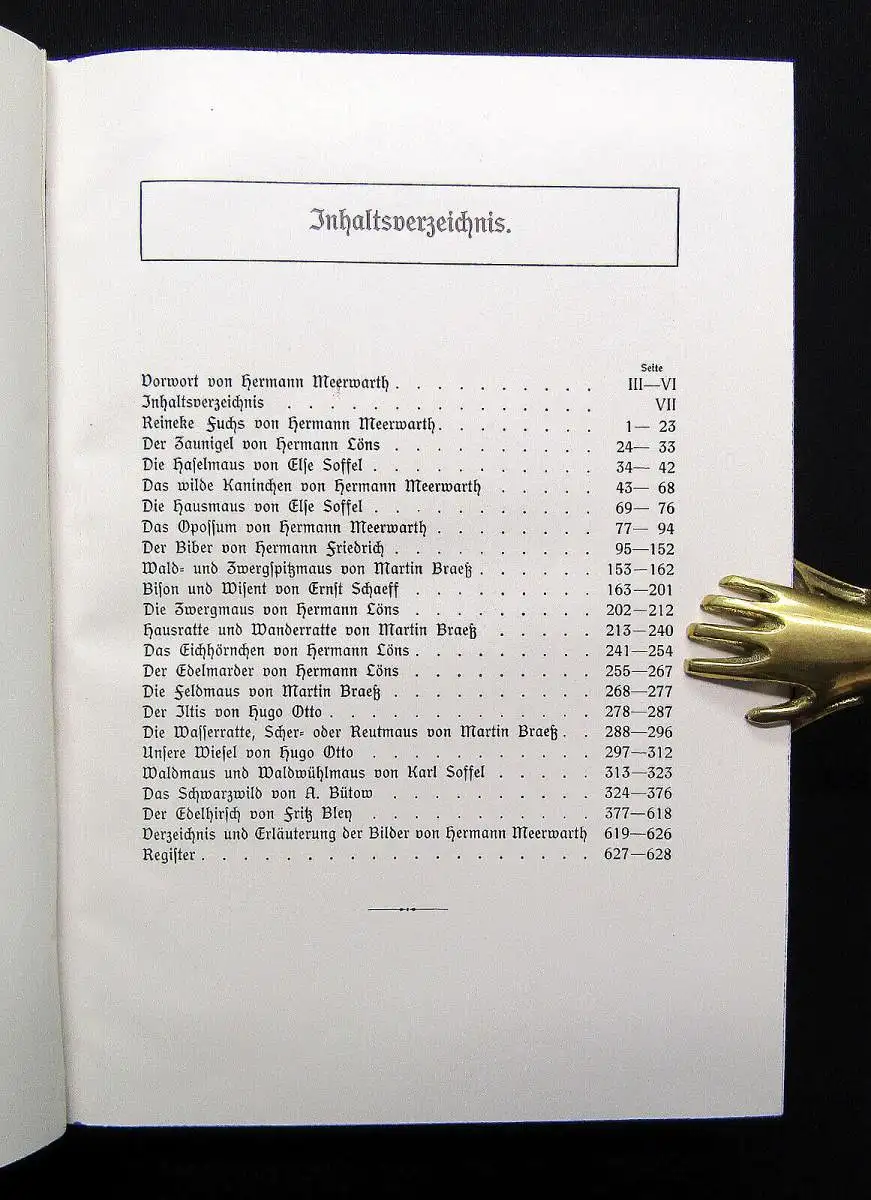 Inhaltsverzeichnis.
Seite
Vorwort von Hermann Meerwarth . . . . . . . . . . III—VI
Inhaltsverzeichnis . . . . . . . . . . . . . . . VII
Reineke Fuchs von Hermann Meerwarth . . . . . . . . 1— 23
Der Zaunigel von Hermann Löns . . . . . . . . . . 24— 33
Die Haſelmaus von Elſe Soffel . . . . . . . . . . . 34— 42
Das wilde Kaninchen von Hermann Meerwarth . . . . . 43— 68
Die Hausmaus von Elſe Soffel . . . . . . . . . . . 69— 76
Das Opoſſum von Hermann Meerwarth . . . . . . . . 77— 94
Der Biber von Hermann Friedrich . . . . . . . . . . 95—152
Wald- und Zwergſpitzmaus von Martin Braeß . . . . . . 153—162
Biſon und Wiſent von Ernſt Schaeff . . . . . . . . . 163—201
Die Zwergmaus von Hermann Löns . . . . . . . . . 202—212
Hausratte und Wanderratte von Martin Braeß . . . . . 213—240
Das Eichhörnchen von Hermann Löns . . . . . . . . . 241—254
Der Edelmarder von Hermann Löns . . . . . . . . . 255—267
Die Feldmaus von Martin Braeß . . . . . . . . . . 268—277
Der Iltis von Hugo Otto . . . . . . . . . . . . . 278—287
Die Waſſerratte, Scher- oder Reutmaus von Martin Braeß . . 288—296
Unſere Wieſel von Hugo Otto . . . . . . . . . . . 297—312
Waldmaus und Waldwühlmaus von Karl Soffel . . . . . 313—323
Das Schwarzwild von A. Bütow . . . . . . . . . . 324—376
Der Edelhirſch von Fritz Bley . . . . . . . . . . . 377—618
Verzeichnis und Erläuterung der Bilder von Hermann Meerwarth 619—626
Regiſter . . . . . . . . . . . . . . . . . . . 627—628